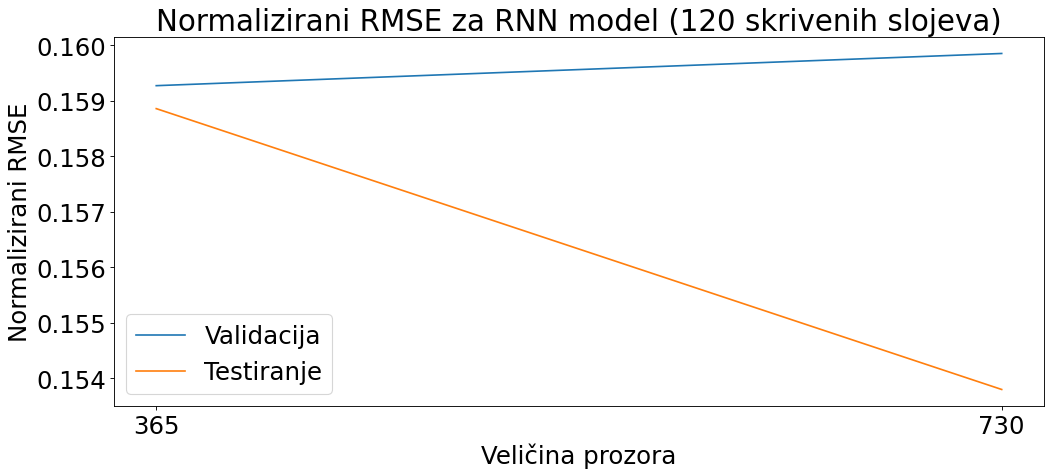 Normalizirani RMSE za RNN model (120 skrivenih slojeva)
Normalizirani RMSE
0.160
0.159
0.158
0.157
0.156
0.155
0.154
Validacija
Testiranje
365
730
Veličina prozora